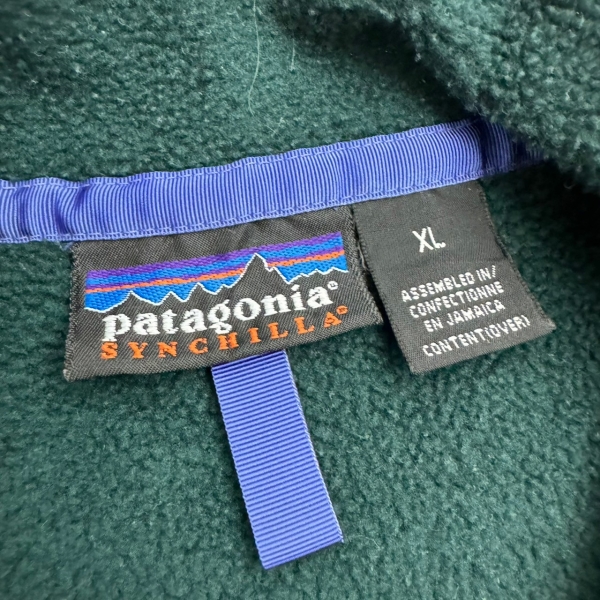 patagonia®
SYNCHILLA®
XL
ASSEMBLED IN/
CONFECTIONNE
EN JAMAICA
CONTENT(OVER)